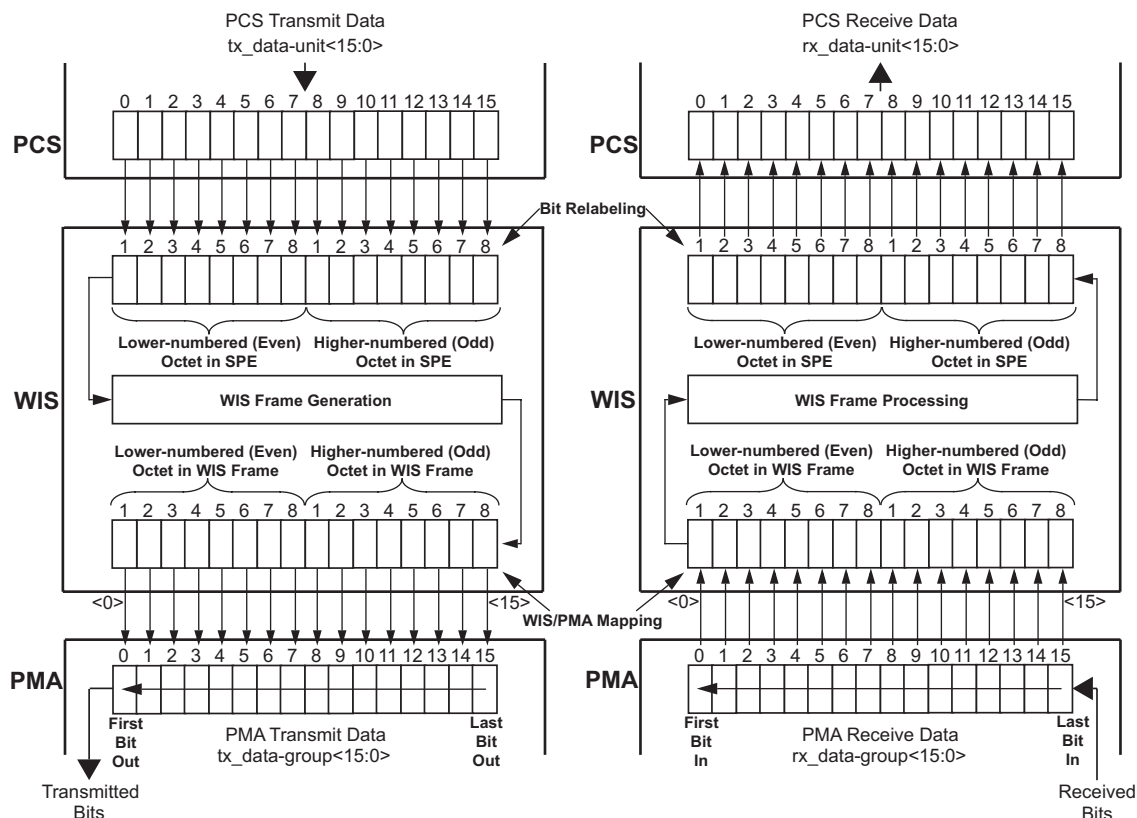 PCS Transmit Data
tx_data-unit<15:0>
PCS Receive Data
rx_data-unit<15:0>
0 1 2 3 4 5 6 7 8 9 10 11 12 13 14 15
0 1 2 3 4 5 6 7 8 9 10 11 12 13 14 15
PCS
PCS
Bit Relabeling
1 2 3 4 5 6 7 8 1 2 3 4 5 6 7 8
1 2 3 4 5 6 7 8 1 2 3 4 5 6 7 8
Lower-numbered (Even)
Octet in SPE
Higher-numbered (Odd)
Octet in SPE
Lower-numbered (Even)
Octet in SPE
Higher-numbered (Odd)
Octet in SPE
WIS
WIS Frame Generation
WIS
WIS Frame Processing
Lower-numbered (Even)
Octet in WIS Frame
Higher-numbered (Odd)
Octet in WIS Frame
Lower-numbered (Even)
Octet in WIS Frame
Higher-numbered (Odd)
Octet in WIS Frame
1 2 3 4 5 6 7 8 1 2 3 4 5 6 7 8
1 2 3 4 5 6 7 8 1 2 3 4 5 6 7 8
<0>
<15>
<0>
<15>
WIS/PMA Mapping
0 1 2 3 4 5 6 7 8 9 10 11 12 13 14 15
0 1 2 3 4 5 6 7 8 9 10 11 12 13 14 15
PMA
PMA
First
Bit
Out
PMA Transmit Data
tx_data-group<15:0>
Last
Bit
Out
First
Bit
In
PMA Receive Data
rx_data-group<15:0>
Last
Bit
In
Transmitted
Bits
Received
Bits